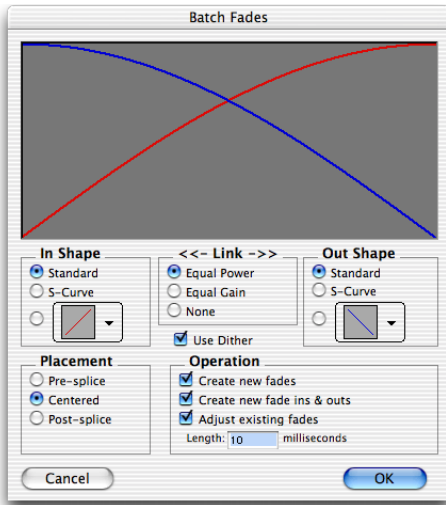 Batch Fades
In Shape
Standard
S-Curve
<<- Link ->>
Equal Power
Equal Gain
None
Use Dither
Out Shape
Standard
S-Curve
Placement
Pre-splice
Centered
Post-splice
Operation
Create new fades
Create new fade ins & outs
Adjust existing fades
Length: 10 milliseconds
Cancel
OK